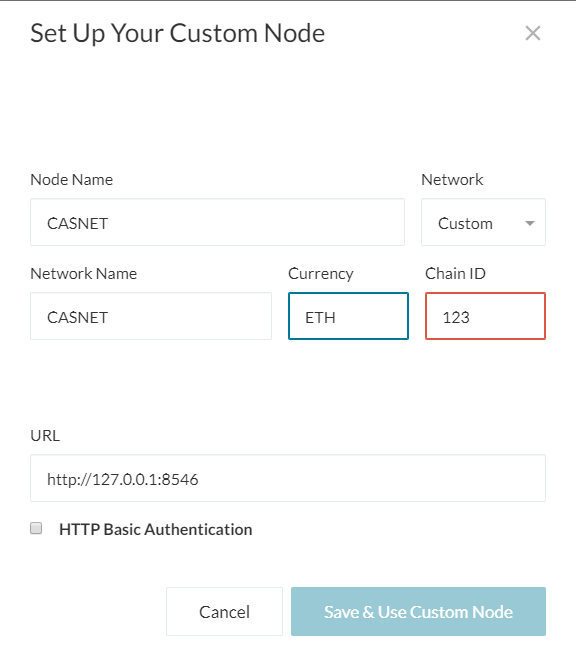 Set Up Your Custom Node
Node Name
Network
CASNET
Custom
Network Name
Currency
Chain ID
CASNET
ETH
123
URL
http://127.0.0.1:8546
HTTP Basic Authentication
Cancel
Save & Use Custom Node